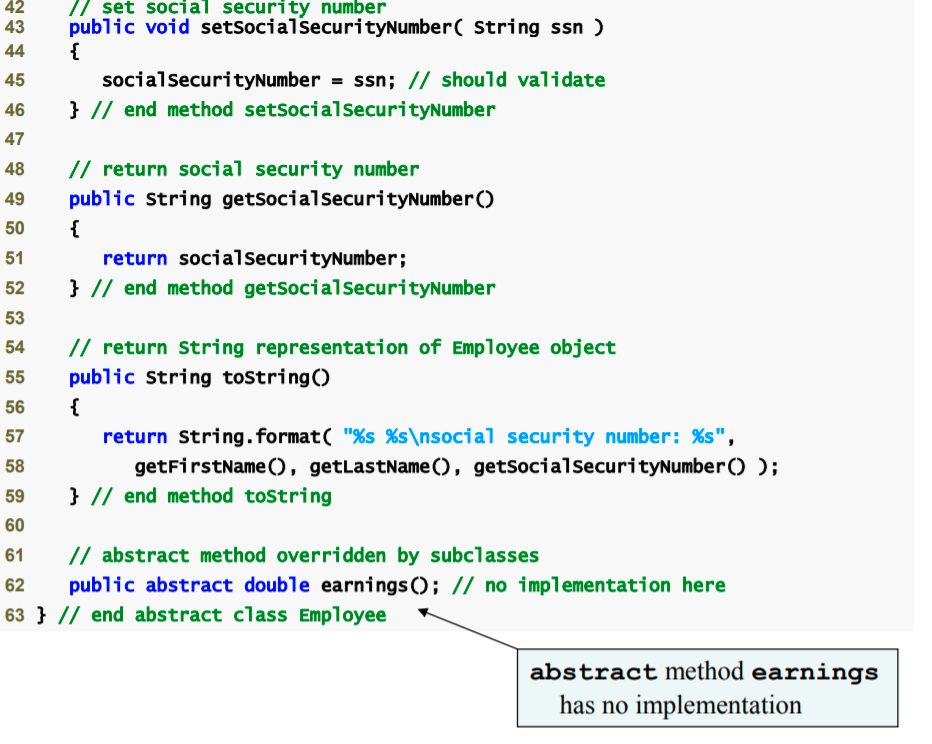 42 // set social security number
43 public void setSocialSecurityNumber( String ssn )
44 {
45 socialSecurityNumber = ssn; // should validate
46 } // end method setSocialSecurityNumber
47
48 // return social security number
49 public String getSocialSecurityNumber()
50 {
51 return socialSecurityNumber;
52 } // end method getSocialSecurityNumber
53
54 // return String representation of Employee object
55 public String toString()
56 {
57 return String.format( "%s %s\nsocial security number: %s",
58 getFirstName(), getLastName(), getSocialSecurityNumber() );
59 } // end method toString
60
61 // abstract method overridden by subclasses
62 public abstract double earnings(); // no implementation here
63 } // end abstract class Employee
abstract method earnings
has no implementation